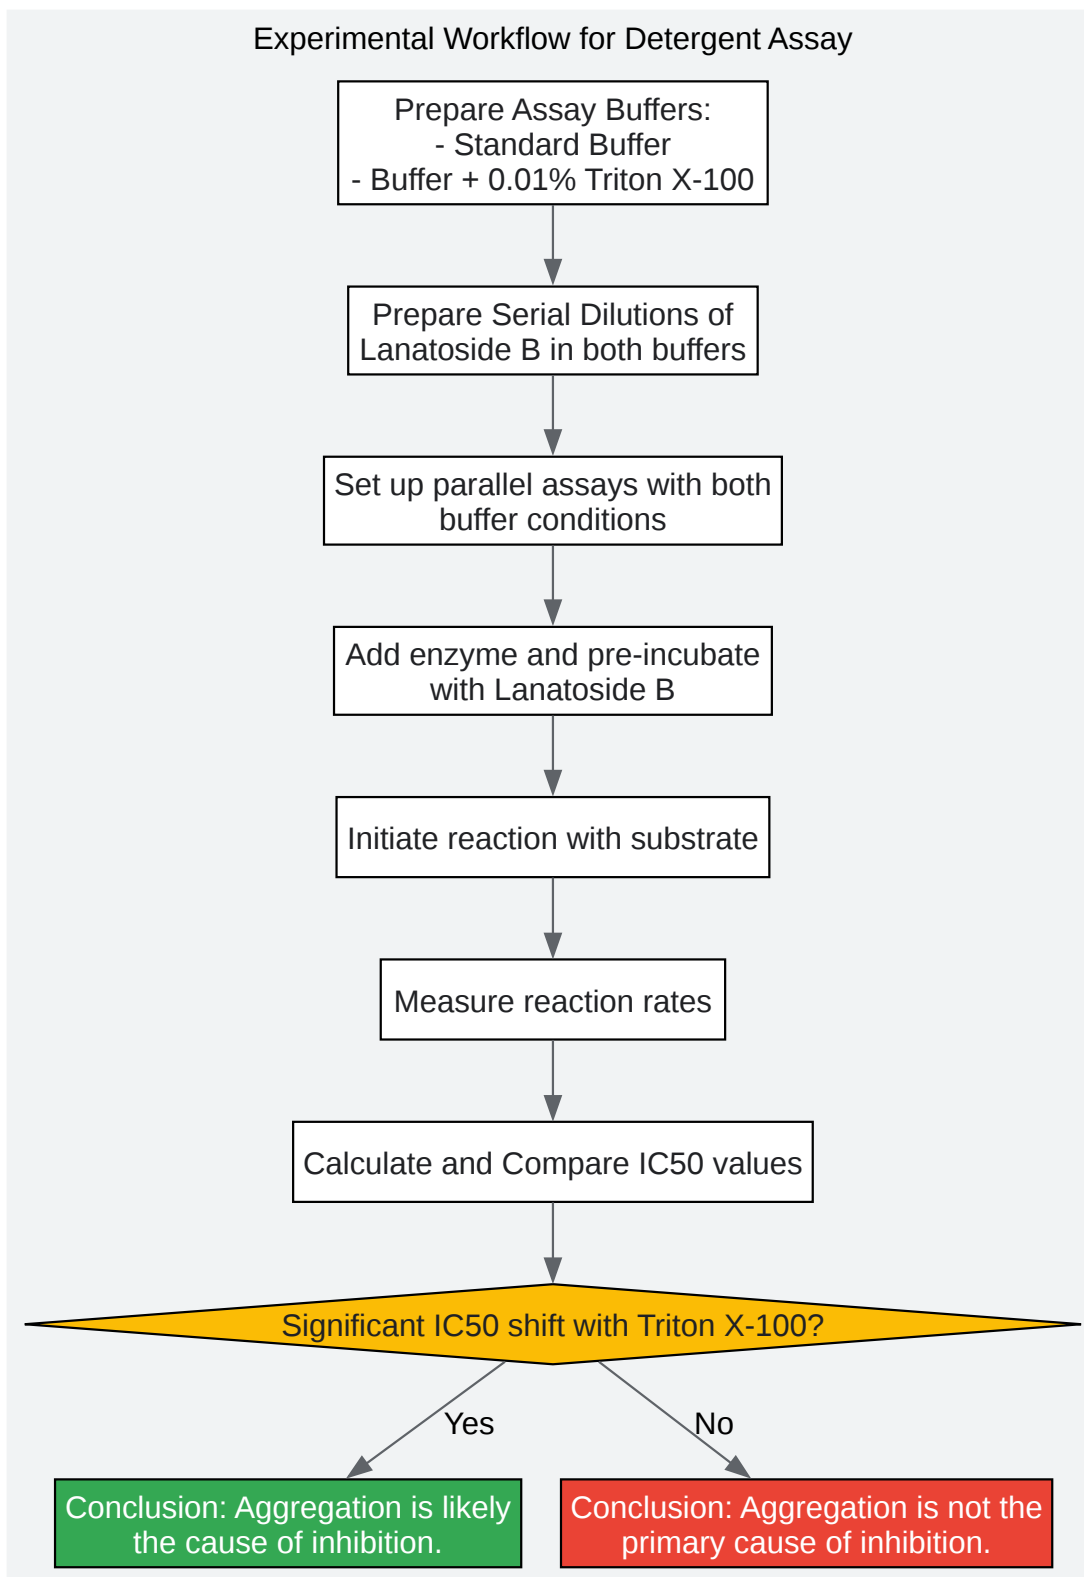 Experimental Workflow for Detergent Assay
Prepare Assay Buffers:
- Standard Buffer
- Buffer + 0.01% Triton X-100
Prepare Serial Dilutions of
Lanatoside B in both buffers
Set up parallel assays with both
buffer conditions
Add enzyme and pre-incubate
with Lanatoside B
Initiate reaction with substrate
Measure reaction rates
Calculate and Compare IC50 values
Significant IC50 shift with Triton X-100?
Yes
No
Conclusion: Aggregation is likely
the cause of inhibition.
Conclusion: Aggregation is not the
primary cause of inhibition.